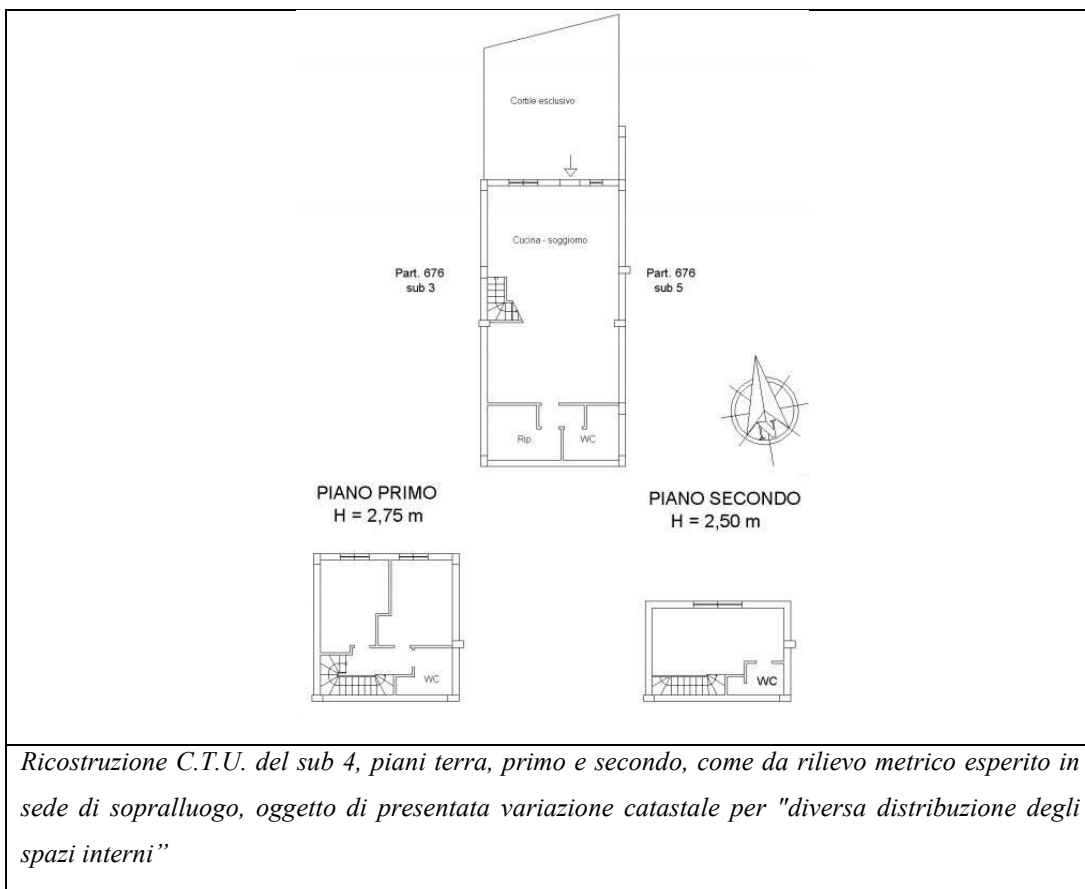 Cortile esclusivo
Cucina - soggiorno
Part. 676
sub 3
Part. 676
sub 5
Rip.
WC
PIANO PRIMO
H = 2,75 m
PIANO SECONDO
H = 2,50 m
WC
WC
Ricostruzione C.T.U. del sub 4, piani terra, primo e secondo, come da rilievo metrico esperito in
sede di sopralluogo, oggetto di presentata variazione catastale per "diversa distribuzione degli
spazi interni”